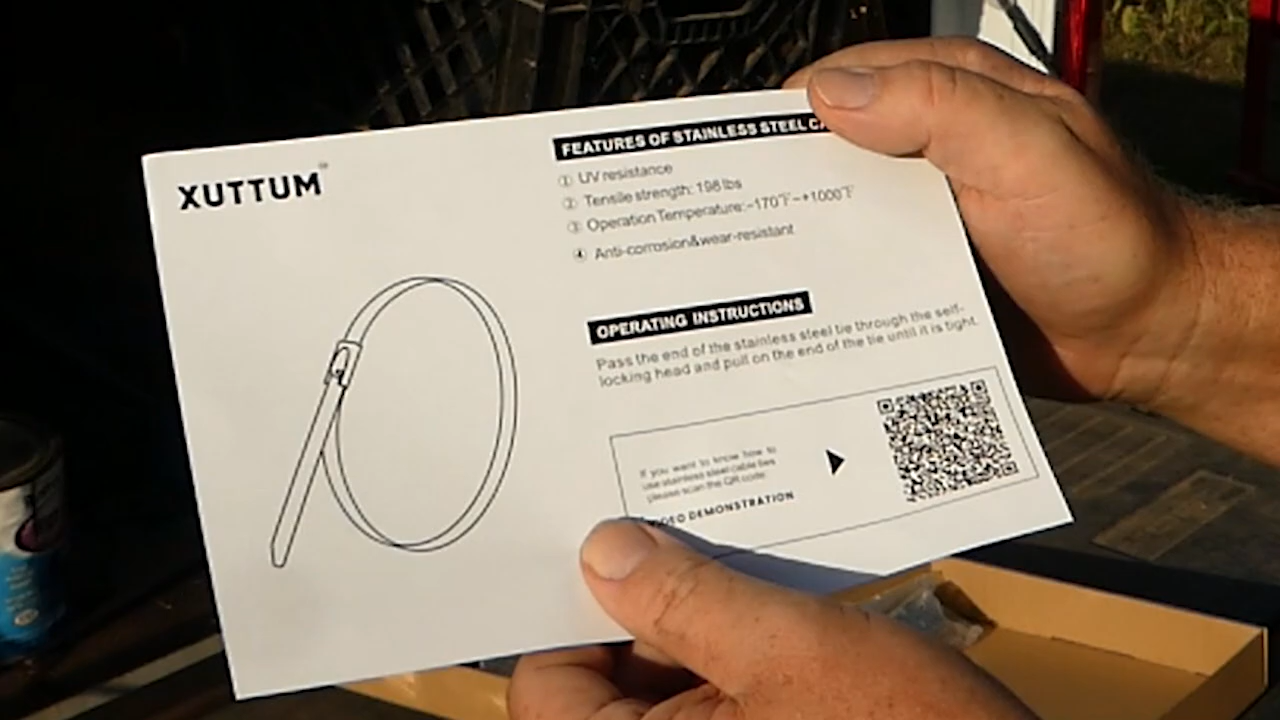 XUTTUM
FEATURES OF STAINLESS STEEL
① UV resistance
② Tensile strength: 198 lbs
③ Operation Temperature:-170℉~+1000℉
④ Anti-corrosion&wear-resistant
OPERATING INSTRUCTIONS
Pass the end of the stainless steel tie through the self-
locking head and pull on the end of the tie until it is tight.
If you want to know how to
use stainless steel cable ties
please scan the QR code.
DEMONSTRATION